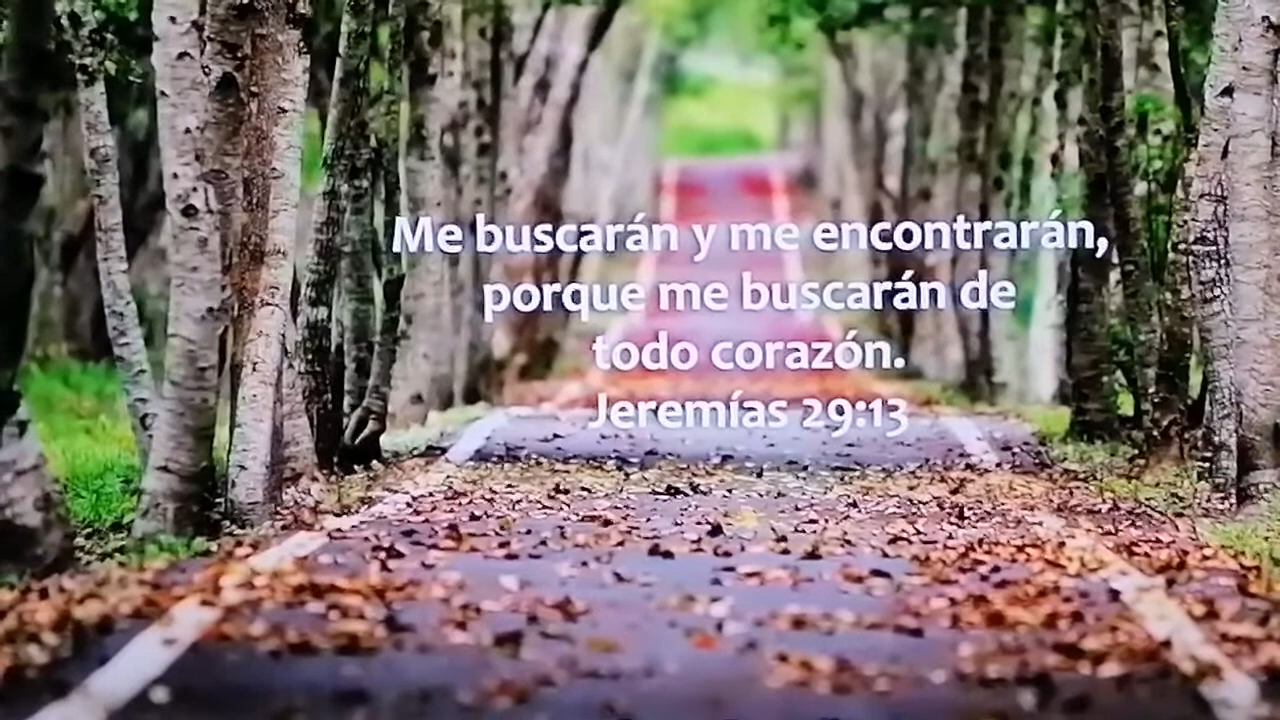 Me buscarán y me encontrarán,
porque me buscarán de
todo corazón.
Jeremías 29:13